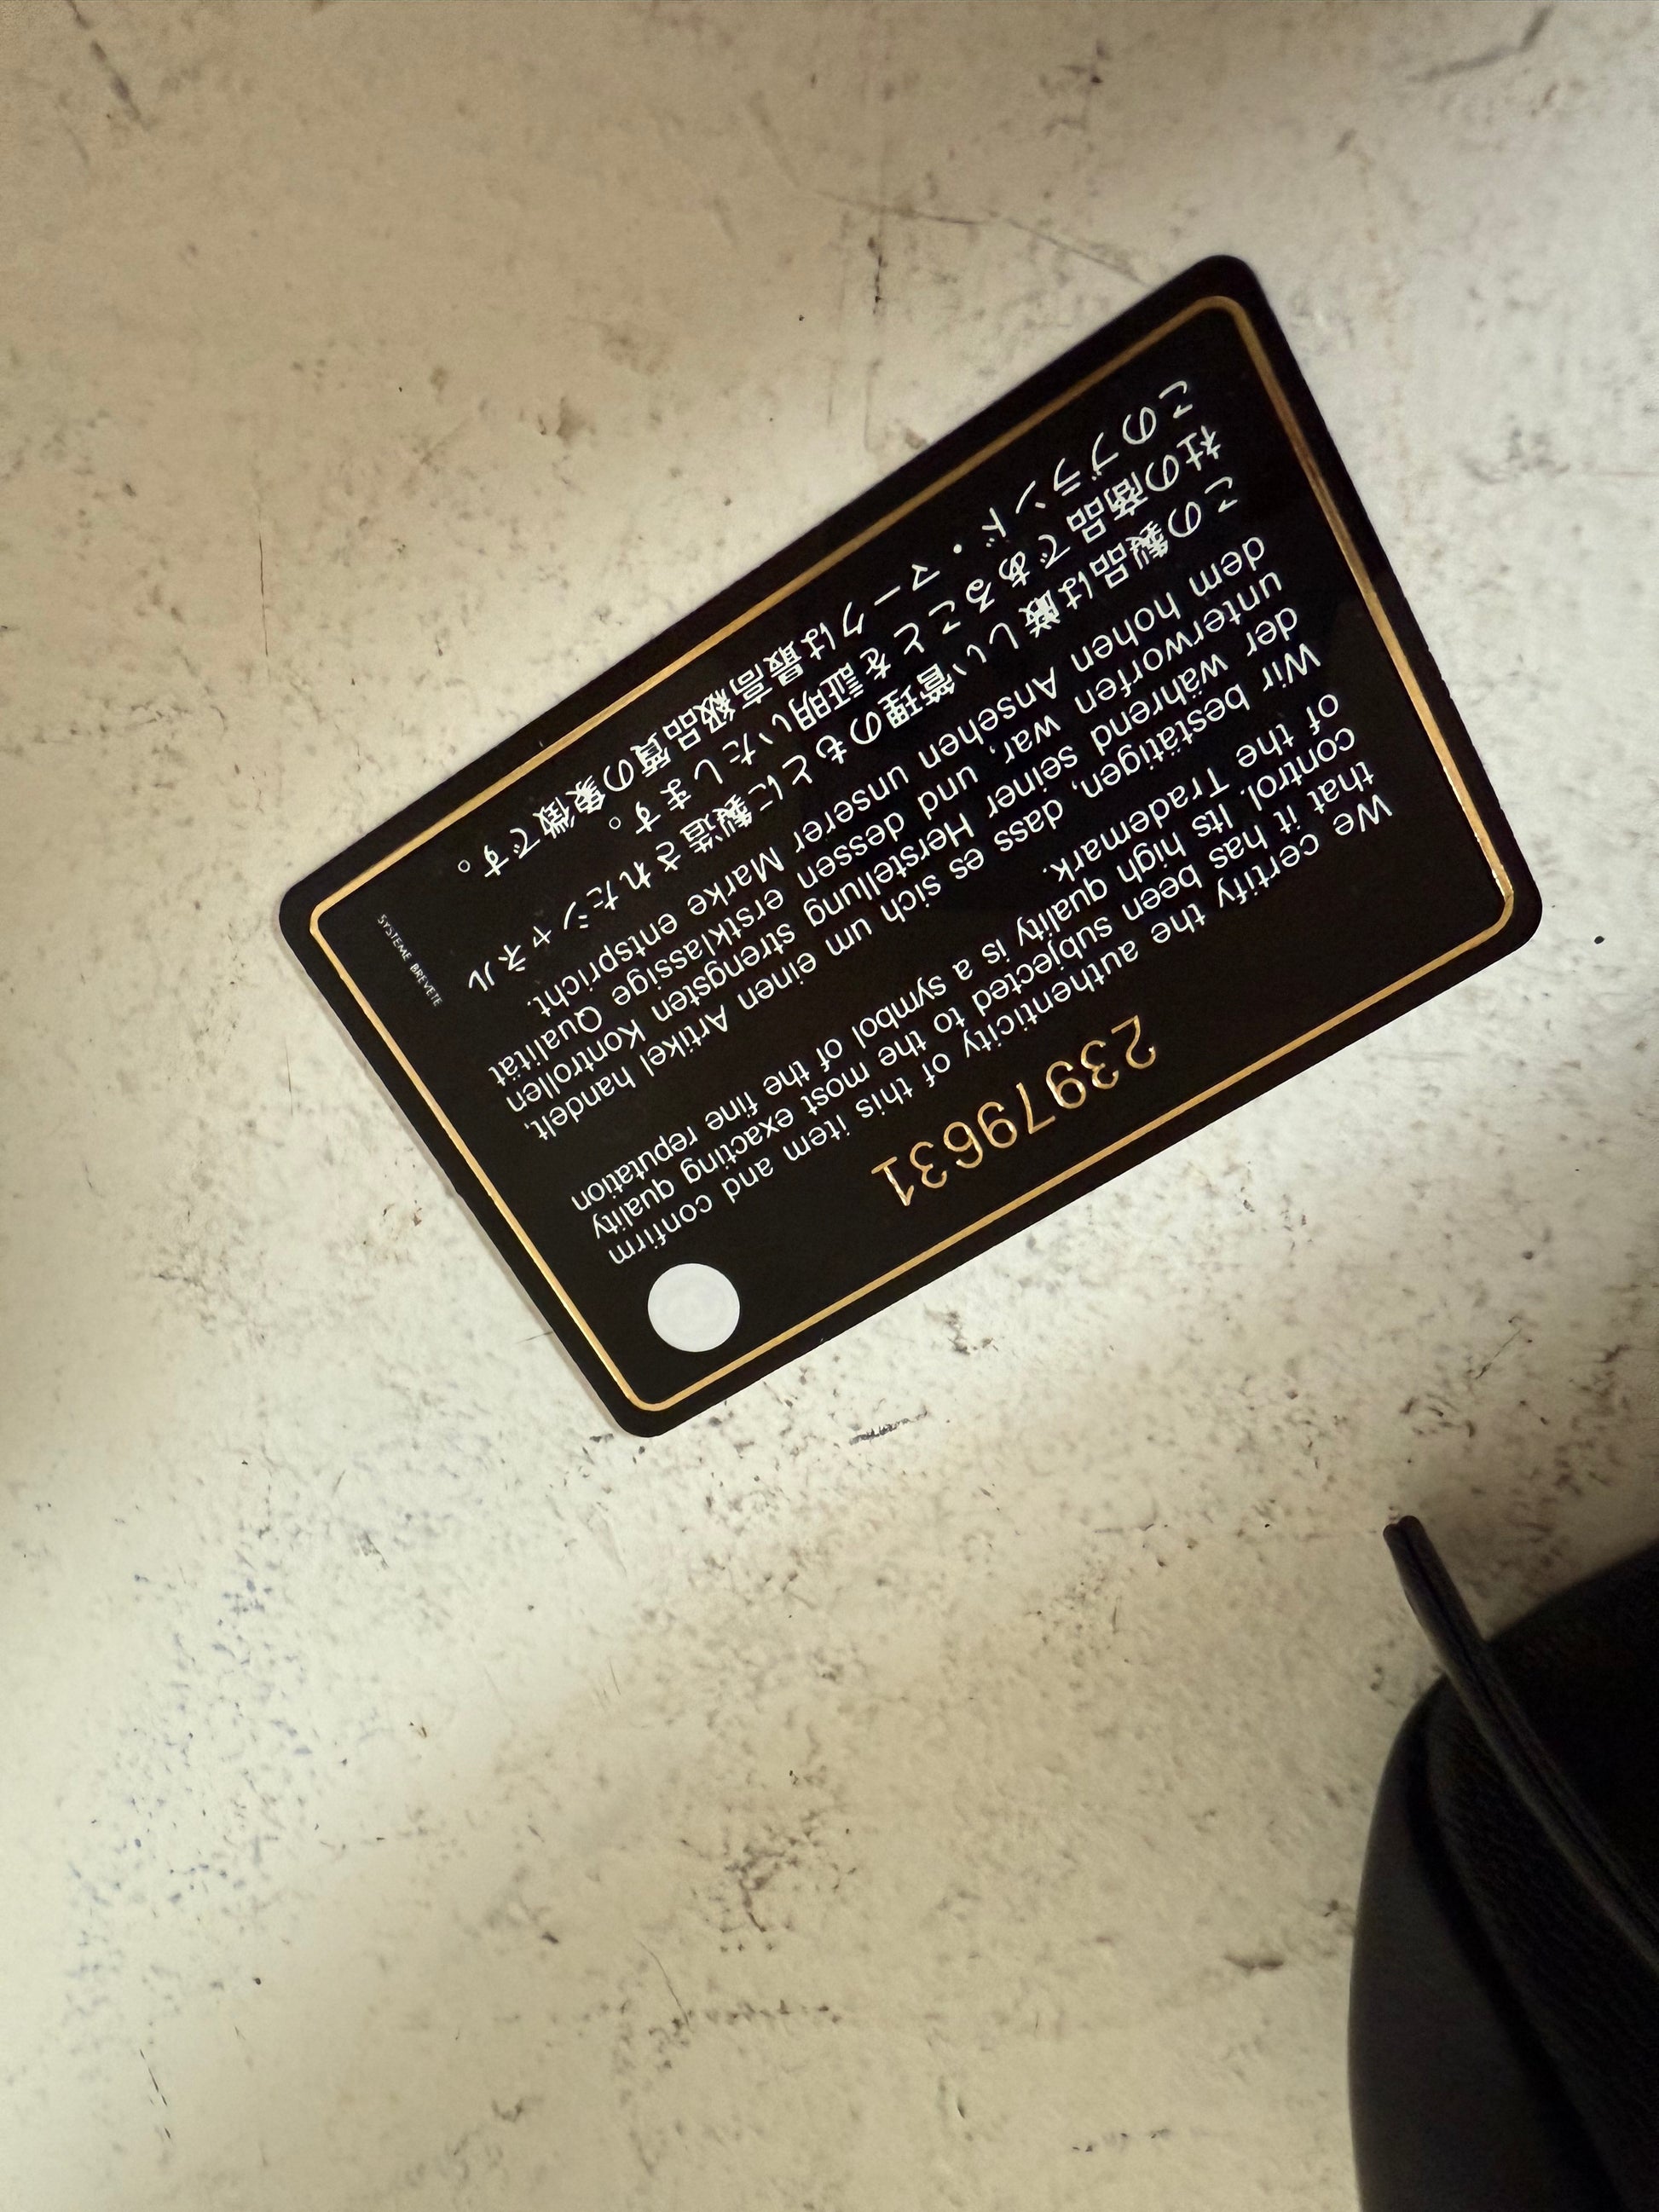 23979631
We certify the authenticity of this item and confirm
that it has been subjected to the most exacting quality
control. Its high quality is a symbol of the fine reputation
of the Trademark.
Wir bestätigen, dass es sich um einen Artikel handelt,
der während seiner Herstellung strengsten Kontrollen
unterworfen war, und dessen erstklassige Qualität
dem hohen Ansehen unserer Marke entspricht.
この製品は厳しい管理のもとに製造されたシャネル
社の商品であることを証明いたします。
このブランド・マークは最高級品質の象徴です。
SYSTEME BREVETE